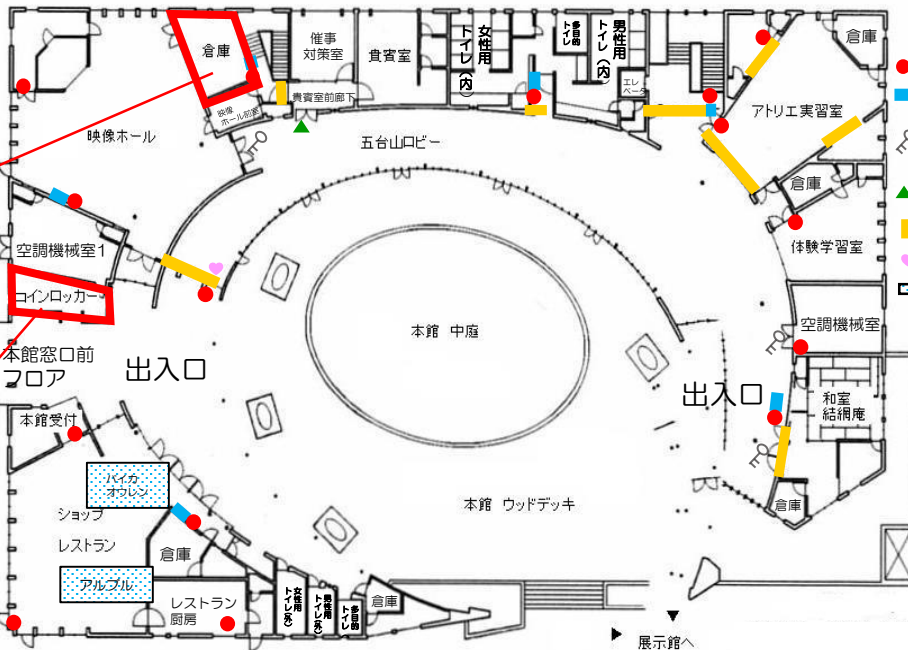 倉庫
催事
対策室
貴賓室
女性用
トイレ(内)
多目的
トイレ
男性用
トイレ(内)
エレ
ベータ
倉庫
映像
ホール前室
貴賓室前廊下
アトリエ実習室
映像ホール
五台山ロビー
倉庫
空調機械室1
体験学習室
コインロッカー
本館 中庭
空調機械室
本館窓口前
フロア
出入口
出入口
和室
結網庵
本館受付
バイカ
オウレン
ショップ
本館 ウッドデッキ
倉庫
レストラン
倉庫
アルブル
レストラン
厨房
女性用
トイレ(外)
男性用
トイレ(外)
多目的
トイレ
倉庫
展示館へ